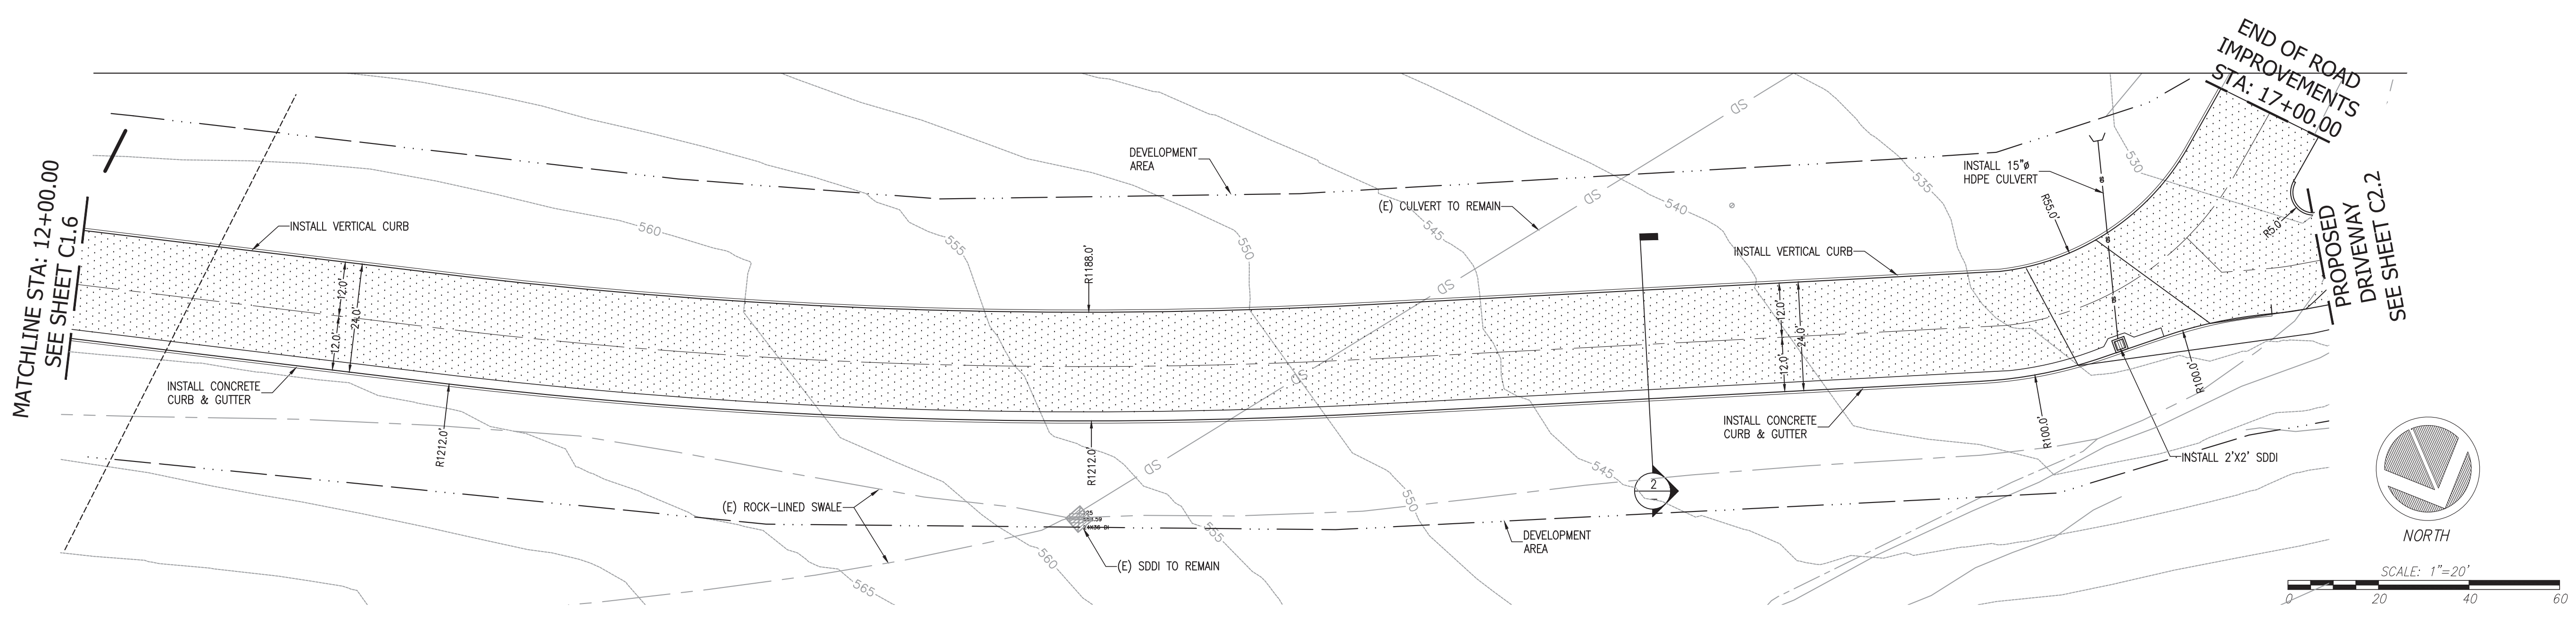 END OF ROAD
IMPROVEMENTS
STA: 17+00.00
MATCHLINE STA: 12+00.00
SEE SHEET C1.6
PROPOSED
DRIVEWAY
SEE SHEET C2.2
INSTALL VERTICAL CURB
12.0'
12.0'
24.0'
INSTALL CONCRETE
CURB & GUTTER
R1212.0'
560
DEVELOPMENT
AREA
555
R1188.0'
550
R1212.0'
(E) CULVERT TO REMAIN
545
540
SD
SD
SD
SD
SD
INSTALL VERTICAL CURB
12.0'
12.0'
24.0'
INSTALL CONCRETE
CURB & GUTTER
535
530
INSTALL 15"ø
HDPE CULVERT
R55.0'
R5.0'
R100.0'
R100.0'
INSTALL 2'X2' SDDI
(E) ROCK-LINED SWALE
(E) SDDI TO REMAIN
565
560
555
550
545
2
DEVELOPMENT
AREA
NORTH
SCALE: 1"=20'
0 20 40 60